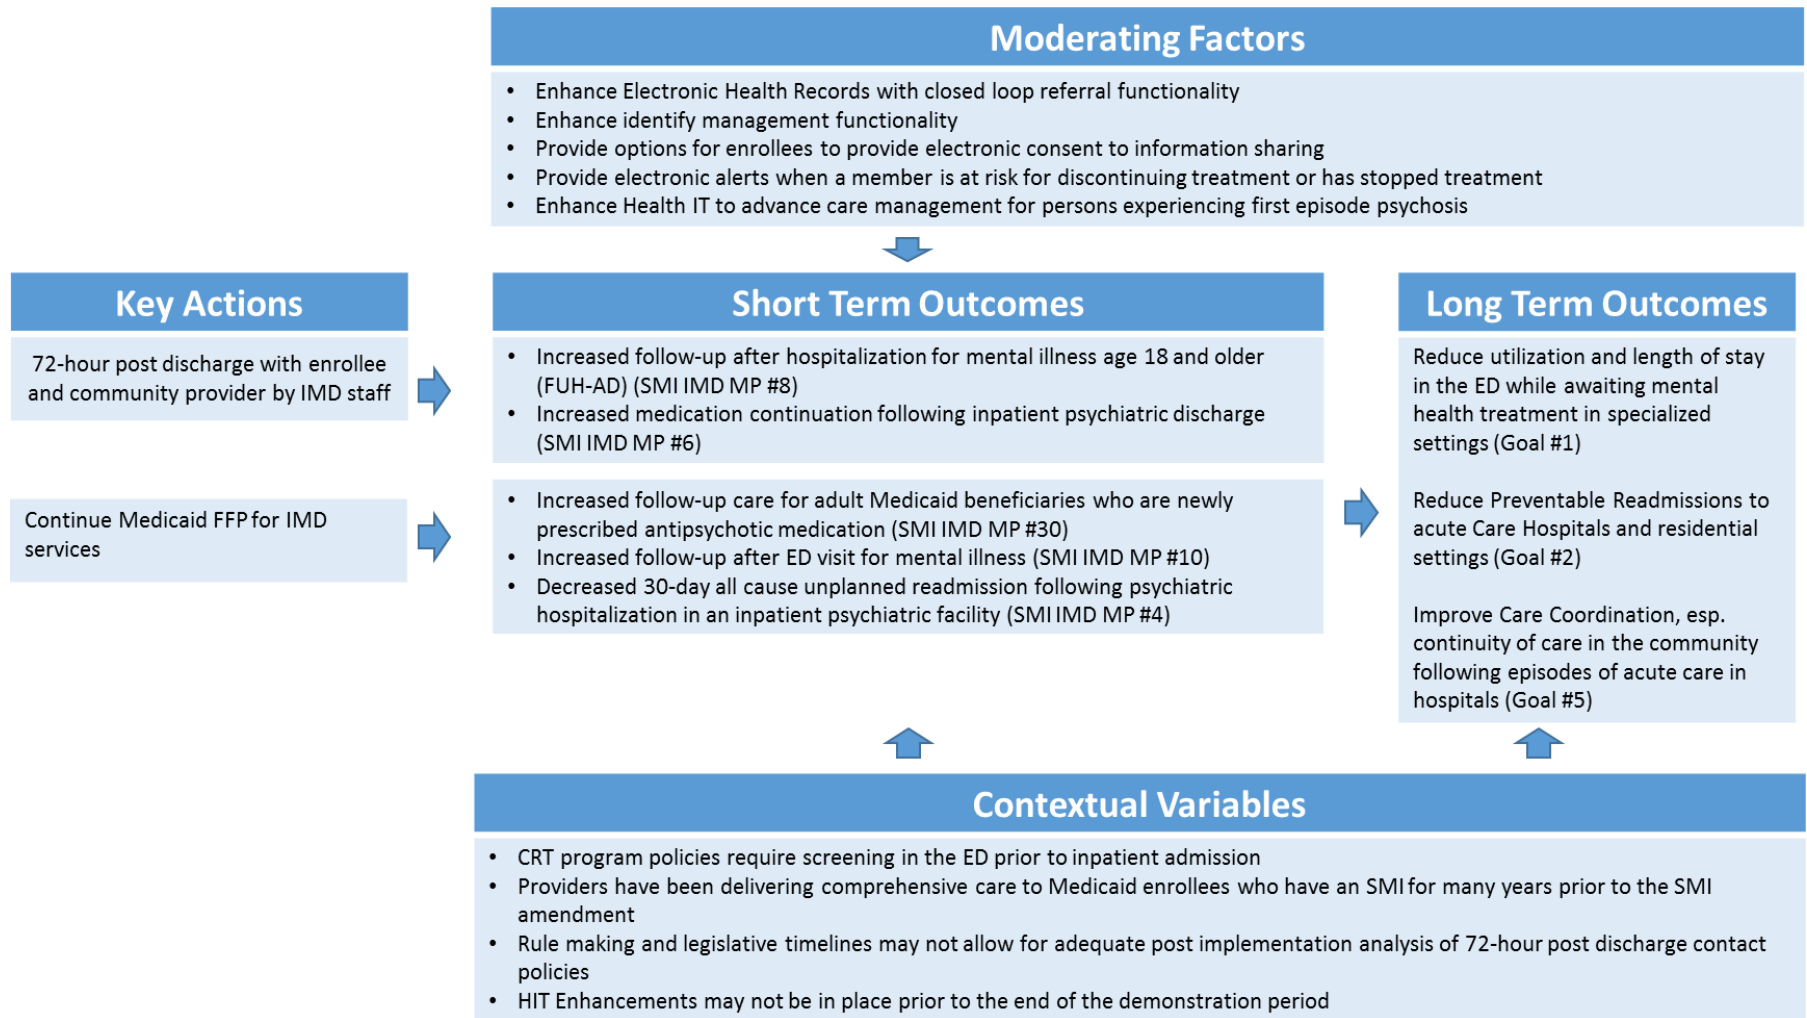 Moderating Factors
• Enhance Electronic Health Records with closed loop referral functionality
• Enhance identify management functionality
• Provide options for enrollees to provide electronic consent to information sharing
• Provide electronic alerts when a member is at risk for discontinuing treatment or has stopped treatment
• Enhance Health IT to advance care management for persons experiencing first episode psychosis
Key Actions
72-hour post discharge with enrollee
and community provider by IMD staff
Continue Medicaid FFP for IMD
services
Short Term Outcomes
• Increased follow-up after hospitalization for mental illness age 18 and older
(FUH-AD) (SMI IMD MP #8)
• Increased medication continuation following inpatient psychiatric discharge
(SMI IMD MP #6)
• Increased follow-up care for adult Medicaid beneficiaries who are newly
prescribed antipsychotic medication (SMI IMD MP #30)
• Increased follow-up after ED visit for mental illness (SMI IMD MP #10)
• Decreased 30-day all cause unplanned readmission following psychiatric
hospitalization in an inpatient psychiatric facility (SMI IMD MP #4)
Long Term Outcomes
Reduce utilization and length of stay
in the ED while awaiting mental
health treatment in specialized
settings (Goal #1)
Reduce Preventable Readmissions to
acute Care Hospitals and residential
settings (Goal #2)
Improve Care Coordination, esp.
continuity of care in the community
following episodes of acute care in
hospitals (Goal #5)
Contextual Variables
• CRT program policies require screening in the ED prior to inpatient admission
• Providers have been delivering comprehensive care to Medicaid enrollees who have an SMI for many years prior to the SMI
amendment
• Rule making and legislative timelines may not allow for adequate post implementation analysis of 72-hour post discharge contact
policies
• HIT Enhancements may not be in place prior to the end of the demonstration period